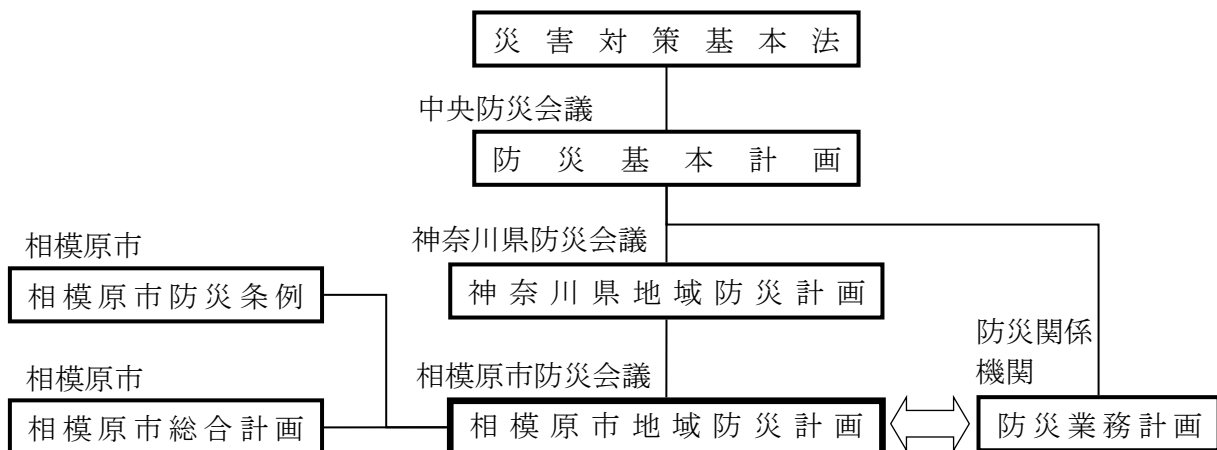 災害対策基本法
中央防災会議
防災基本計画
神奈川県防災会議
神奈川県地域防災計画
相模原市
相模原市防災条例
相模原市
相模原市総合計画
相模原市防災会議
相模原市地域防災計画
防災関係
機関
防災業務計画